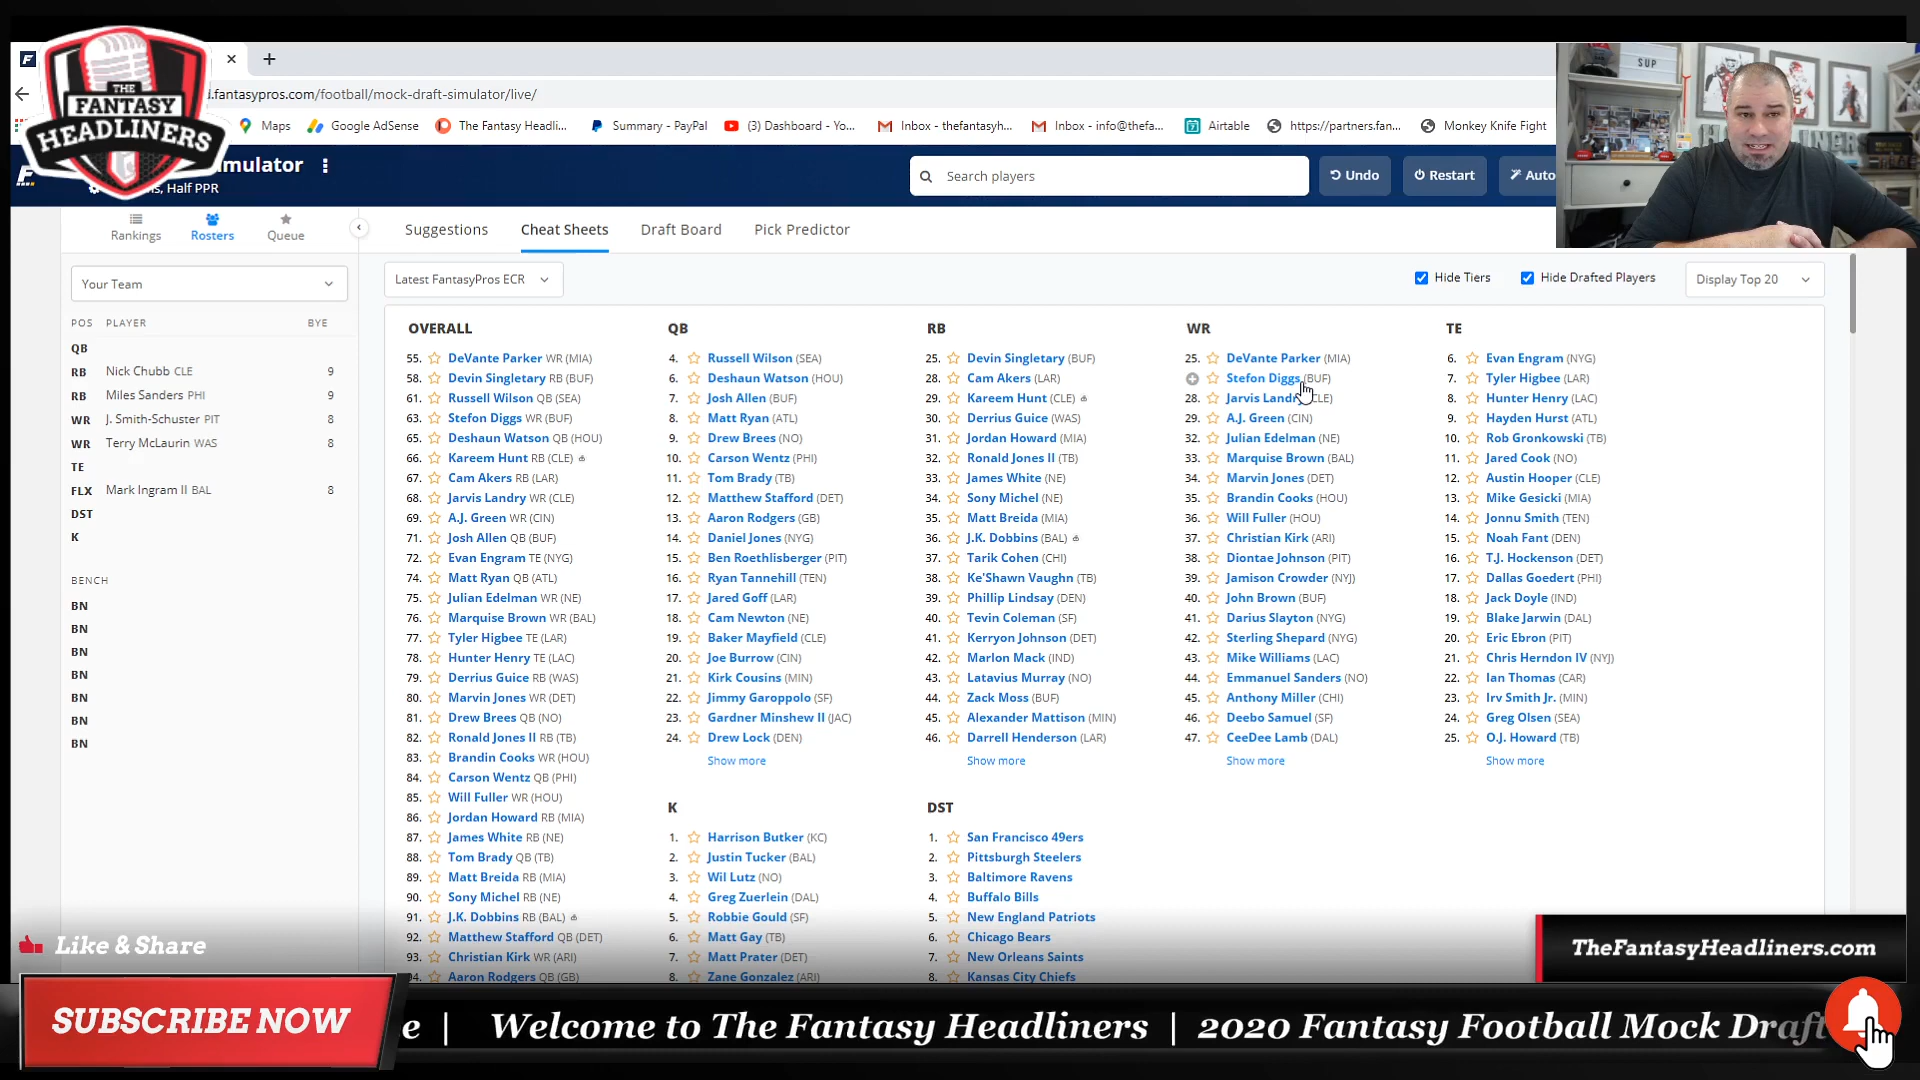 THE
FANTASY
HEADLINERS
d.fantasypros.com/football/mock-draft-simulator/live/
Maps
Google AdSense
The Fantasy Headli...
Summary - PayPal
(3) Dashboard - Yo...
Inbox - thefantasyh...
Inbox - info@thefa...
Airtable
https://partners.fan...
Monkey Knife Fight
SUP
imulator
s, Half PPR
Search players
Undo
Restart
Auto
Rankings
Rosters
Queue
Suggestions
Cheat Sheets
Draft Board
Pick Predictor
Your Team
POS PLAYER BYE
QB
RB Nick Chubb CLE 9
RB Miles Sanders PHI 9
WR J. Smith-Schuster PIT 8
WR Terry McLaurin WAS 8
TE
FLX Mark Ingram II BAL 8
DST
K
BENCH
BN
BN
BN
BN
BN
BN
BN
Latest FantasyPros ECR
Hide Tiers
Hide Drafted Players
Display Top 20
OVERALL
55. DeVante Parker WR (MIA)
58. Devin Singletary RB (BUF)
61. Russell Wilson QB (SEA)
63. Stefon Diggs WR (BUF)
65. Deshaun Watson QB (HOU)
66. Kareem Hunt RB (CLE)
67. Cam Akers RB (LAR)
68. Jarvis Landry WR (CLE)
69. A.J. Green WR (CIN)
71. Josh Allen QB (BUF)
72. Evan Engram TE (NYG)
74. Matt Ryan QB (ATL)
75. Julian Edelman WR (NE)
76. Marquise Brown WR (BAL)
77. Tyler Higbee TE (LAR)
78. Hunter Henry TE (LAC)
79. Derrius Guice RB (WAS)
80. Marvin Jones WR (DET)
81. Drew Brees QB (NO)
82. Ronald Jones II RB (TB)
83. Brandin Cooks WR (HOU)
84. Carson Wentz QB (PHI)
85. Will Fuller WR (HOU)
86. Jordan Howard RB (MIA)
87. James White RB (NE)
88. Tom Brady QB (TB)
89. Matt Breida RB (MIA)
90. Sony Michel RB (NE)
91. J.K. Dobbins RB (BAL)
92. Matthew Stafford QB (DET)
93. Christian Kirk WR (ARI)
94. Aaron Rodgers QB (GB)
QB
4. Russell Wilson (SEA)
6. Deshaun Watson (HOU)
7. Josh Allen (BUF)
8. Matt Ryan (ATL)
9. Drew Brees (NO)
10. Carson Wentz (PHI)
11. Tom Brady (TB)
12. Matthew Stafford (DET)
13. Aaron Rodgers (GB)
14. Daniel Jones (NYG)
15. Ben Roethlisberger (PIT)
16. Ryan Tannehill (TEN)
17. Jared Goff (LAR)
18. Cam Newton (NE)
19. Baker Mayfield (CLE)
20. Joe Burrow (CIN)
21. Kirk Cousins (MIN)
22. Jimmy Garoppolo (SF)
23. Gardner Minshew II (JAC)
24. Drew Lock (DEN)
Show more
RB
25. Devin Singletary (BUF)
28. Cam Akers (LAR)
29. Kareem Hunt (CLE)
30. Derrius Guice (WAS)
31. Jordan Howard (MIA)
32. Ronald Jones II (TB)
33. James White (NE)
34. Sony Michel (NE)
35. Matt Breida (MIA)
36. J.K. Dobbins (BAL)
37. Tarik Cohen (CHI)
38. Ke'Shawn Vaughn (TB)
39. Phillip Lindsay (DEN)
40. Tevin Coleman (SF)
41. Kerryon Johnson (DET)
42. Marlon Mack (IND)
43. Latavius Murray (NO)
44. Zack Moss (BUF)
45. Alexander Mattison (MIN)
46. Darrell Henderson (LAR)
Show more
WR
25. DeVante Parker (MIA)
Stefon Diggs (BUF)
28. Jarvis Landry (CLE)
29. A.J. Green (CIN)
32. Julian Edelman (NE)
33. Marquise Brown (BAL)
34. Marvin Jones (DET)
35. Brandin Cooks (HOU)
36. Will Fuller (HOU)
37. Christian Kirk (ARI)
38. Diontae Johnson (PIT)
39. Jamison Crowder (NYJ)
40. John Brown (BUF)
41. Darius Slayton (NYG)
42. Sterling Shepard (NYG)
43. Mike Williams (LAC)
44. Emmanuel Sanders (NO)
45. Anthony Miller (CHI)
46. Deebo Samuel (SF)
47. CeeDee Lamb (DAL)
Show more
TE
6. Evan Engram (NYG)
7. Tyler Higbee (LAR)
8. Hunter Henry (LAC)
9. Hayden Hurst (ATL)
10. Rob Gronkowski (TB)
11. Jared Cook (NO)
12. Austin Hooper (CLE)
13. Mike Gesicki (MIA)
14. Jonnu Smith (TEN)
15. Noah Fant (DEN)
16. T.J. Hockenson (DET)
17. Dallas Goedert (PHI)
18. Jack Doyle (IND)
19. Blake Jarwin (DAL)
20. Eric Ebron (PIT)
21. Chris Herndon IV (NYJ)
22. Ian Thomas (CAR)
23. Irv Smith Jr. (MIN)
24. Greg Olsen (SEA)
25. O.J. Howard (TB)
Show more
K
1. Harrison Butker (KC)
2. Justin Tucker (BAL)
3. Wil Lutz (NO)
4. Greg Zuerlein (DAL)
5. Robbie Gould (SF)
6. Matt Gay (TB)
7. Matt Prater (DET)
8. Zane Gonzalez (ARI)
DST
1. San Francisco 49ers
2. Pittsburgh Steelers
3. Baltimore Ravens
4. Buffalo Bills
5. New England Patriots
6. Chicago Bears
7. New Orleans Saints
8. Kansas City Chiefs
Like & Share
TheFantasyHeadliners.com
SUBSCRIBE NOW
e | Welcome to The Fantasy Headliners | 2020 Fantasy Football Mock Draft